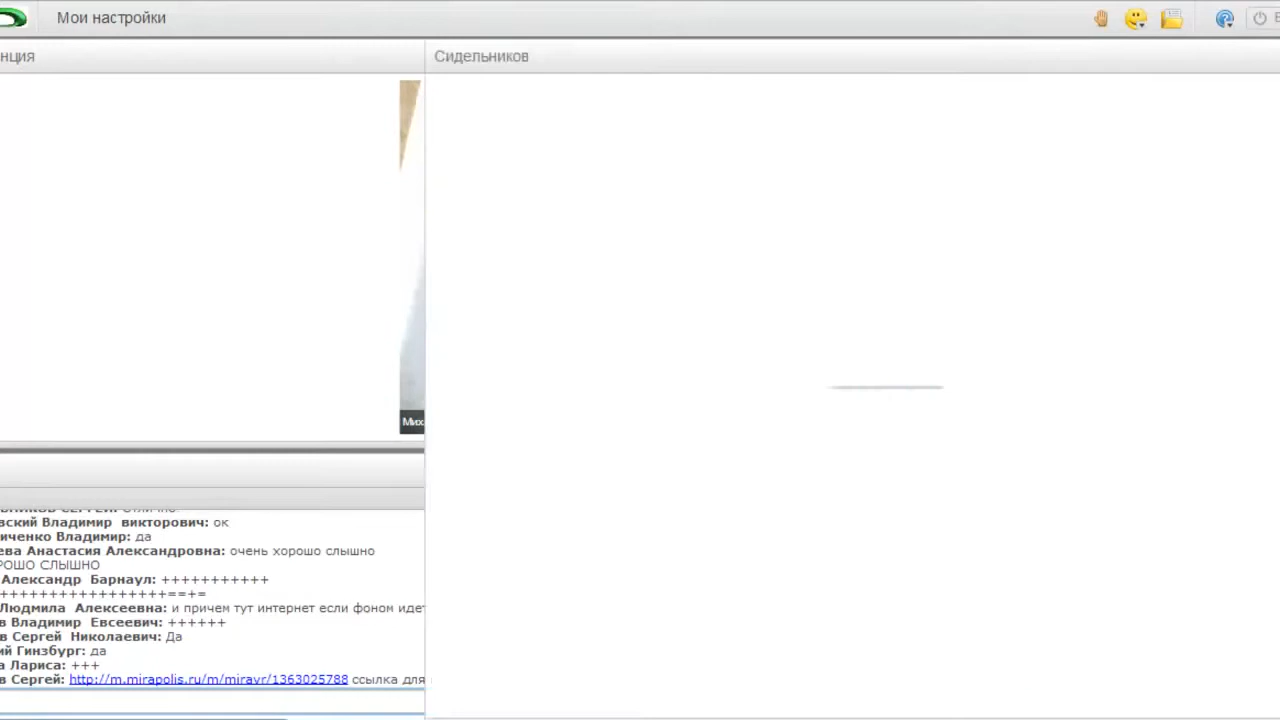 Мои настройки
нция
Сидельников
Мих
вский Владимир викторович: ок
иченко Владимир: да
ева Анастасия Александровна: очень хорошо слышно
РОШО СЛЫШНО
Александр Барнаул: +++++++++++
+++++++++++++++++==+=
Людмила Алексеевна: и причем тут интернет если фоном идет
в Владимир Евсеевич: ++++++
в Сергей Николаевич: Да
ий Гинзбург: да
а Лариса: +++
в Сергей: http://m.mirapolis.ru/m/miravr/1363025788 ссылка для